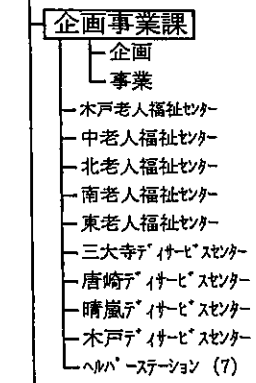 企画事業課
企画
事業
木戸老人福祉ｾﾝﾀｰ
中老人福祉ｾﾝﾀｰ
北老人福祉ｾﾝﾀｰ
南老人福祉ｾﾝﾀｰ
東老人福祉ｾﾝﾀｰ
三大寺ﾃﾞｨｻｰﾋﾞｽｾﾝﾀｰ
唐崎ﾃﾞｨｻｰﾋﾞｽｾﾝﾀｰ
晴嵐ﾃﾞｨｻｰﾋﾞｽｾﾝﾀｰ
木戸ﾃﾞｨｻｰﾋﾞｽｾﾝﾀｰ
ﾍﾙﾊﾟｰｽﾃｰｼｮﾝ (7)